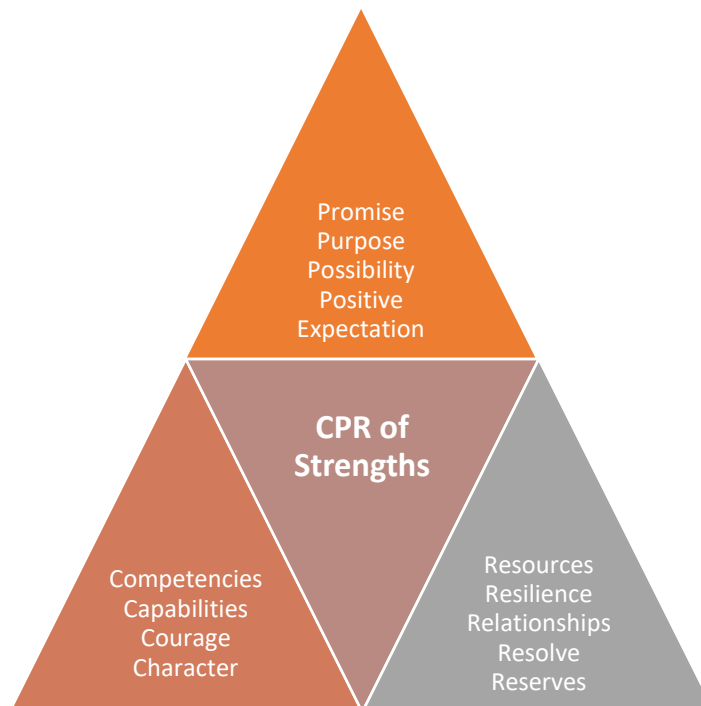 Promise
Purpose
Possibility
Positive
Expectation
CPR of
Strengths
Competencies
Capabilities
Courage
Character
Resources
Resilience
Relationships
Resolve
Reserves